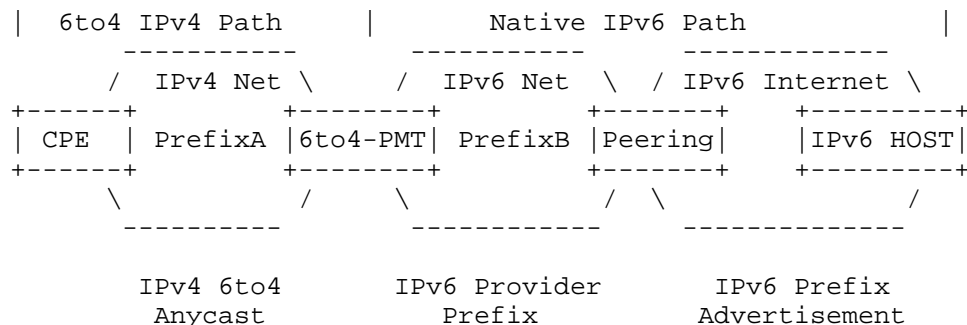 |  6to4 IPv4 Path     |       Native IPv6 Path            |
-----------      -----------      -------------
/  IPv4 Net \   /  IPv6 Net  \  / IPv6 Internet \
+------+         +--------+         +-------+    +---------+
| CPE  | PrefixA |6to4-PMT| PrefixB |Peering|    |IPv6 HOST|
+------+         +--------+         +-------+    +---------+
\           /     \           /  \              /
----------       ------------     --------------
IPv4 6to4       IPv6 Provider       IPv6 Prefix
Anycast            Prefix          Advertisement